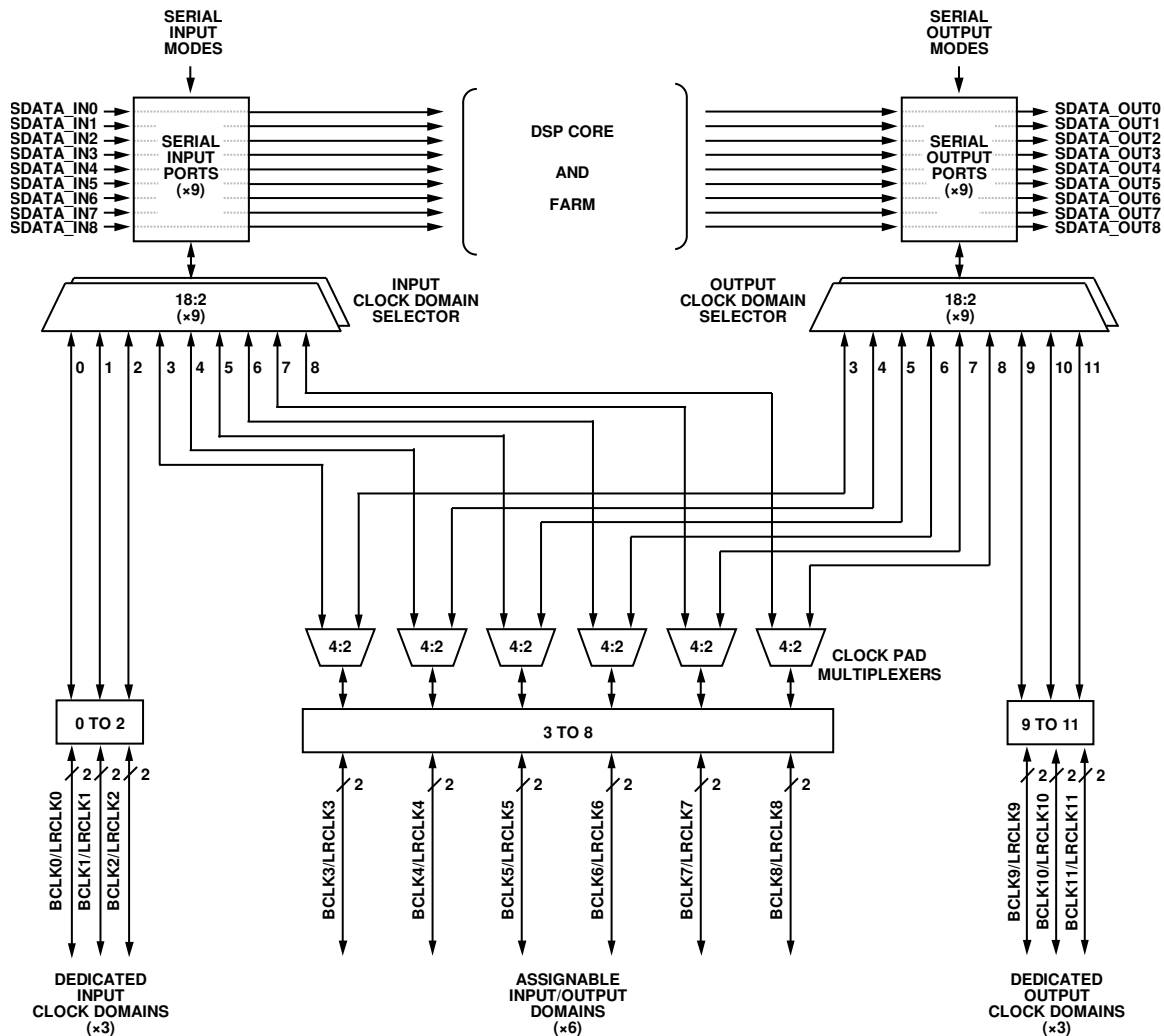 SERIAL
INPUT
MODES
SERIAL
OUTPUT
MODES
SDATA_IN0
SDATA_IN1
SDATA_IN2
SDATA_IN3
SDATA_IN4
SDATA_IN5
SDATA_IN6
SDATA_IN7
SDATA_IN8
SERIAL
INPUT
PORTS
(×9)
DSP CORE
AND
FARM
SERIAL
OUTPUT
PORTS
(×9)
SDATA_OUT0
SDATA_OUT1
SDATA_OUT2
SDATA_OUT3
SDATA_OUT4
SDATA_OUT5
SDATA_OUT6
SDATA_OUT7
SDATA_OUT8
18:2
(×9)
INPUT
CLOCK DOMAIN
SELECTOR
OUTPUT
CLOCK DOMAIN
SELECTOR
18:2
(×9)
0 1 2 3 4 5 6 7 8
3 4 5 6 7 8 9 10 11
4:2 4:2 4:2 4:2 4:2 4:2
CLOCK PAD
MULTIPLEXERS
0 TO 2
3 TO 8
9 TO 11
2 2 2
2 2 2 2 2 2
2 2 2
BCLK0/LRCLK0
BCLK1/LRCLK1
BCLK2/LRCLK2
BCLK3/LRCLK3
BCLK4/LRCLK4
BCLK5/LRCLK5
BCLK6/LRCLK6
BCLK7/LRCLK7
BCLK8/LRCLK8
BCLK9/LRCLK9
BCLK10/LRCLK10
BCLK11/LRCLK11
DEDICATED
INPUT
CLOCK DOMAINS
(×3)
ASSIGNABLE
INPUT/OUTPUT
DOMAINS
(×6)
DEDICATED
OUTPUT
CLOCK DOMAINS
(×3)